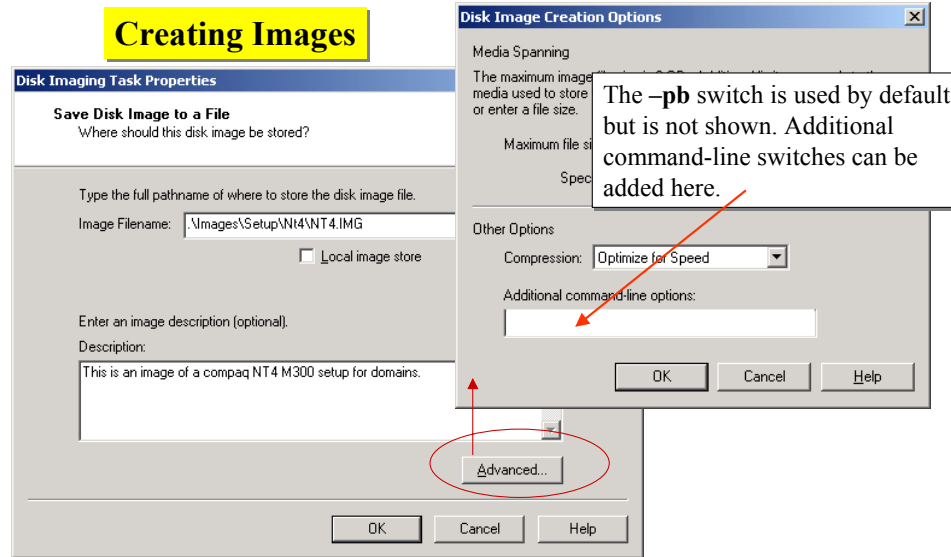 Creating Images
Disk Imaging Task Properties
Save Disk Image to a File
Where should this disk image be stored?
Type the full pathname of where to store the disk image file.
Image Filename: .\Images\Setup\Nt4\NT4.IMG
Local image store
Enter an image description (optional).
Description:
This is an image of a compaq NT4 M300 setup for domains.
Advanced...
OK Cancel Help
Disk Image Creation Options
Media Spanning
The maximum image
media used to store
or enter a file size.
Maximum file
Spec
The –pb switch is used by default
but is not shown. Additional
command-line switches can be
added here.
Other Options
Compression: Optimize for Speed
Additional command-line options:
OK Cancel Help